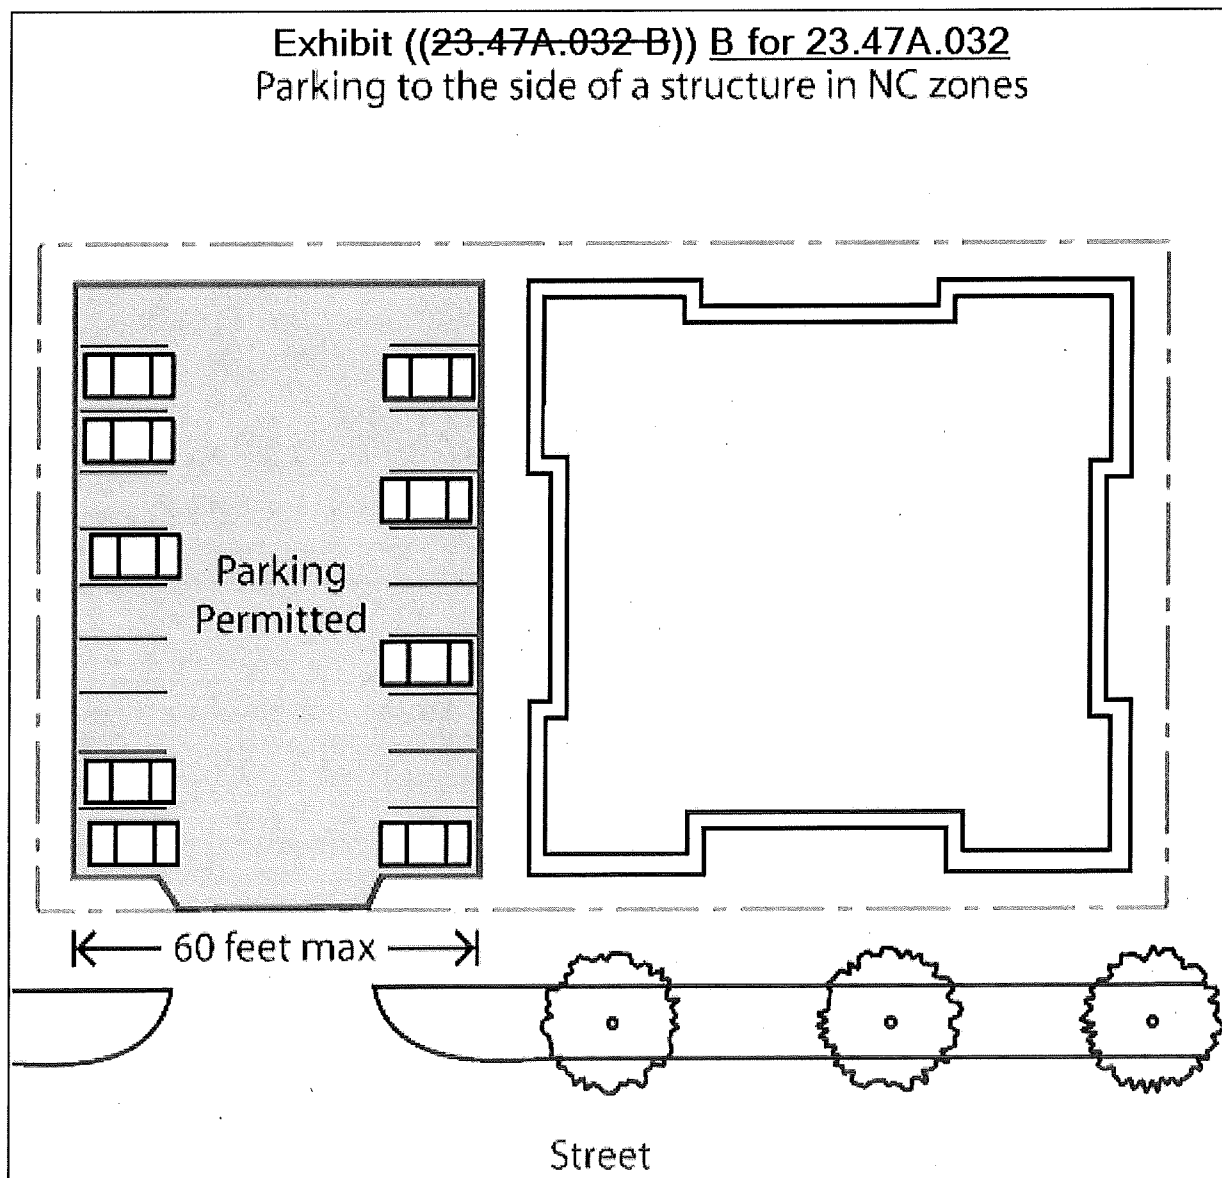 Exhibit ((23.47A.032 B)) B for 23.47A.032
Parking to the side of a structure in NC zones
Parking
Permitted
60 feet max
Street